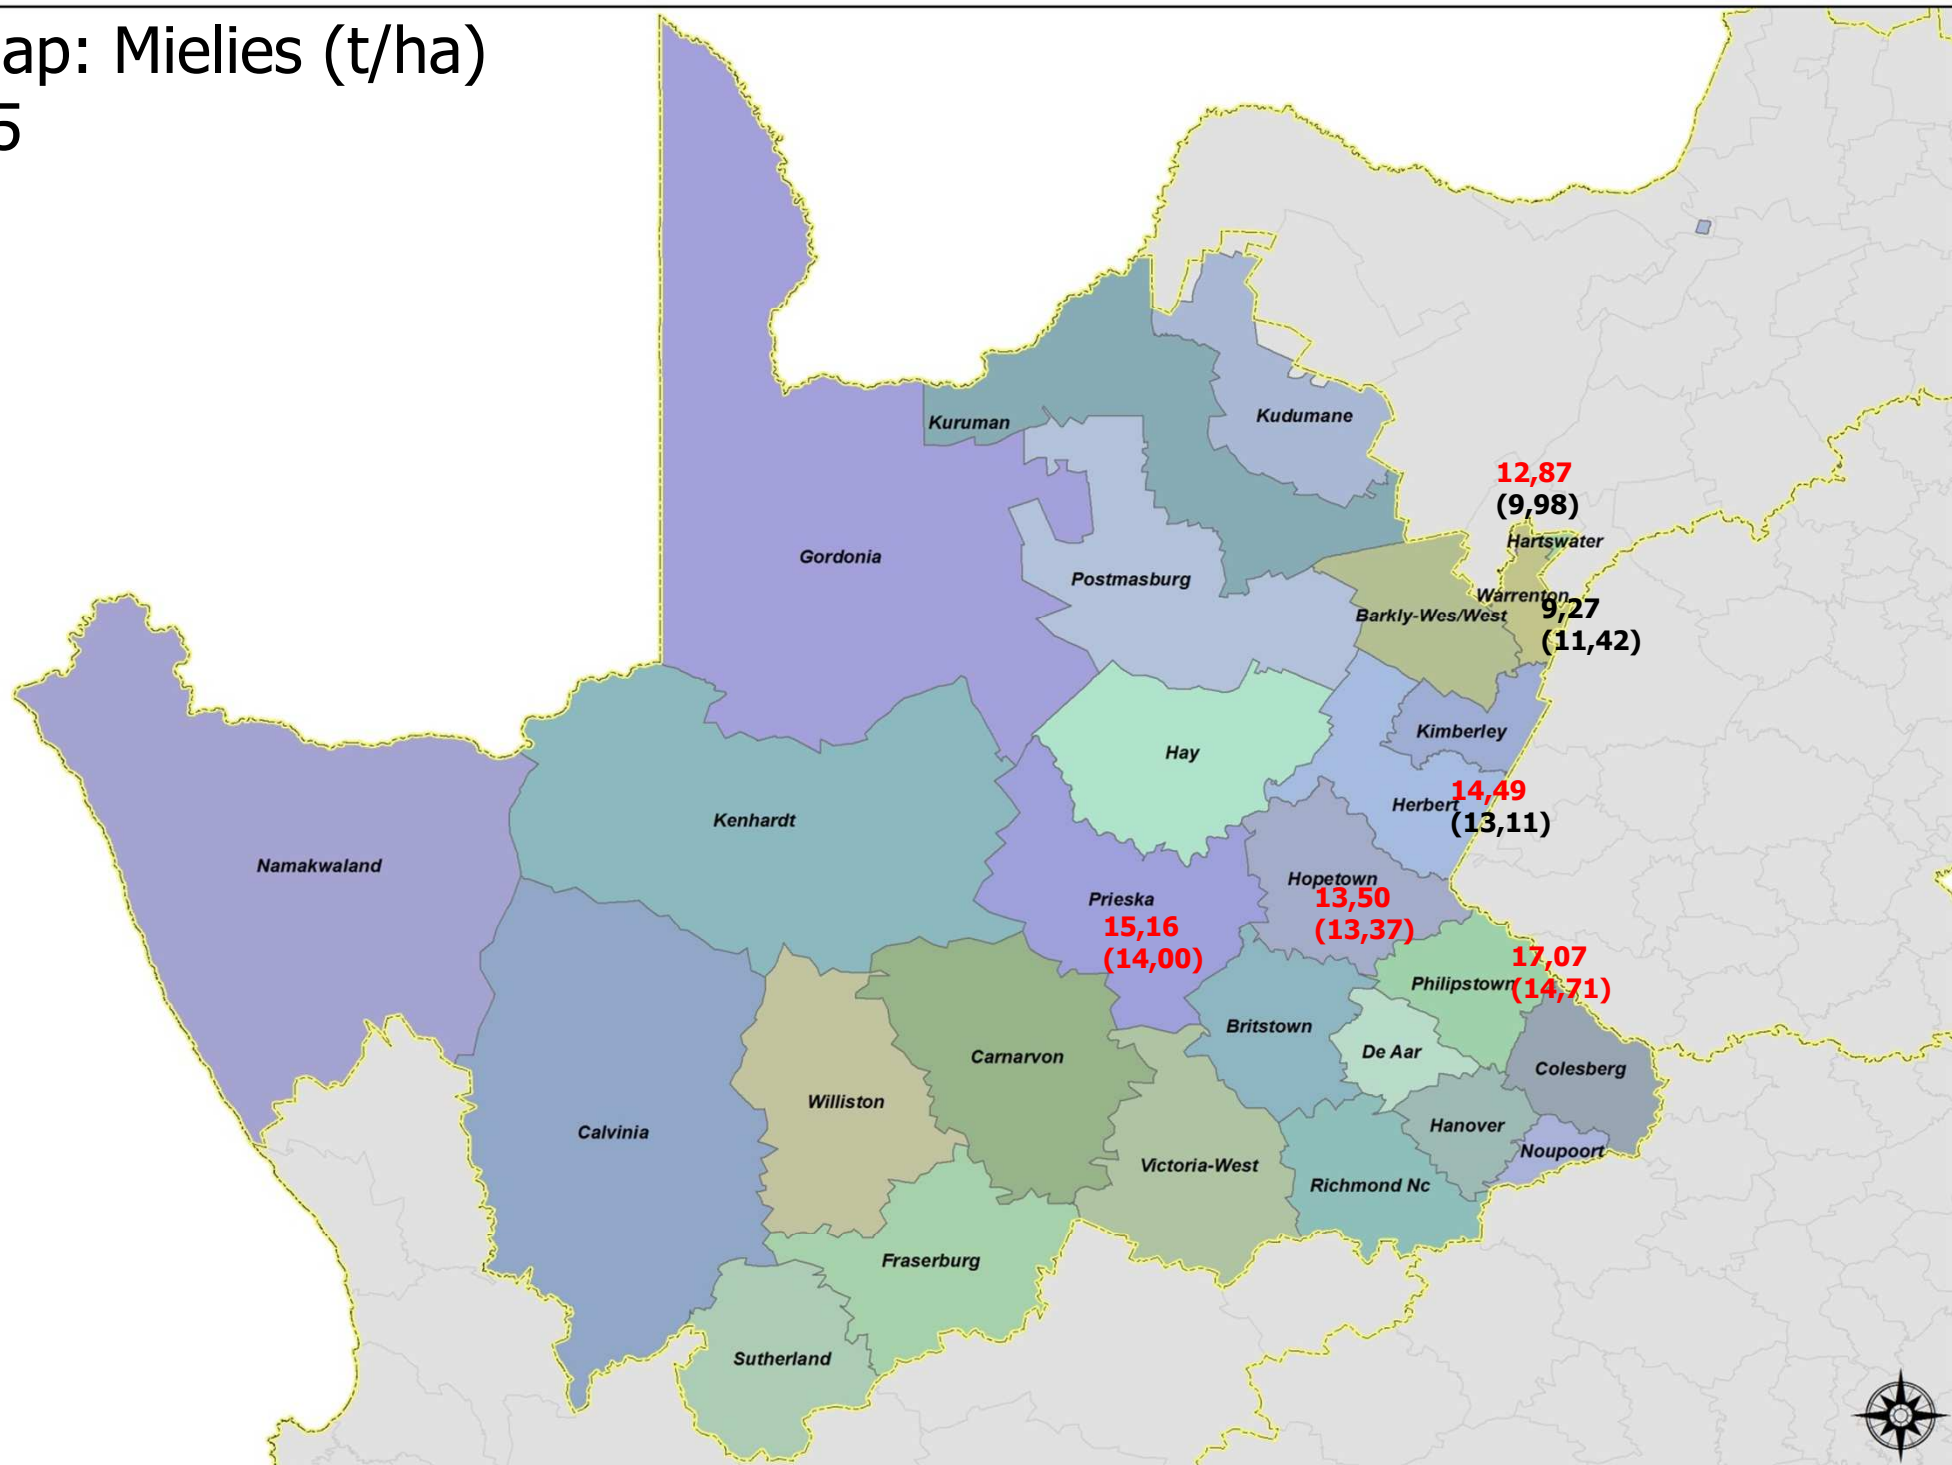 ap: Mielies (t/ha)
5
Kuruman
Kudumane
12,87
(9,98)
Hartswater
Gordonia
Postmasburg
Warrenton
Barkly-Wes/West
9,27
(11,42)
Kimberley
Hay
14,49
Herbert
(13,11)
Kenhardt
Namakwaland
Hopetown
13,50
(13,37)
Prieska
15,16
(14,00)
17,07
Philipstown
(14,71)
Britstown
De Aar
Carnarvon
Colesberg
Williston
Hanover
Calvinia
Noupoort
Victoria-West
Richmond Nc
Fraserburg
Sutherland